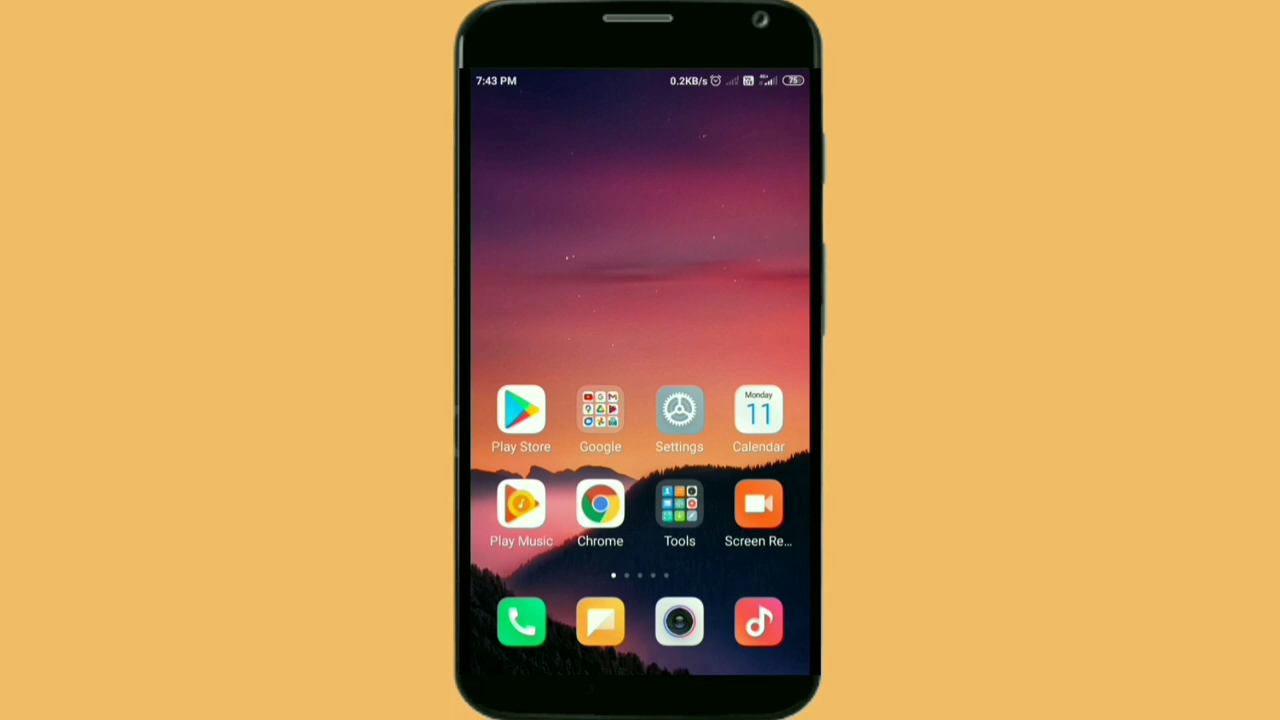 7:43 PM 0.2KB/s 4G+ 75
Play Store Google Settings Monday 11 Calendar
Play Music Chrome Tools Screen Re...